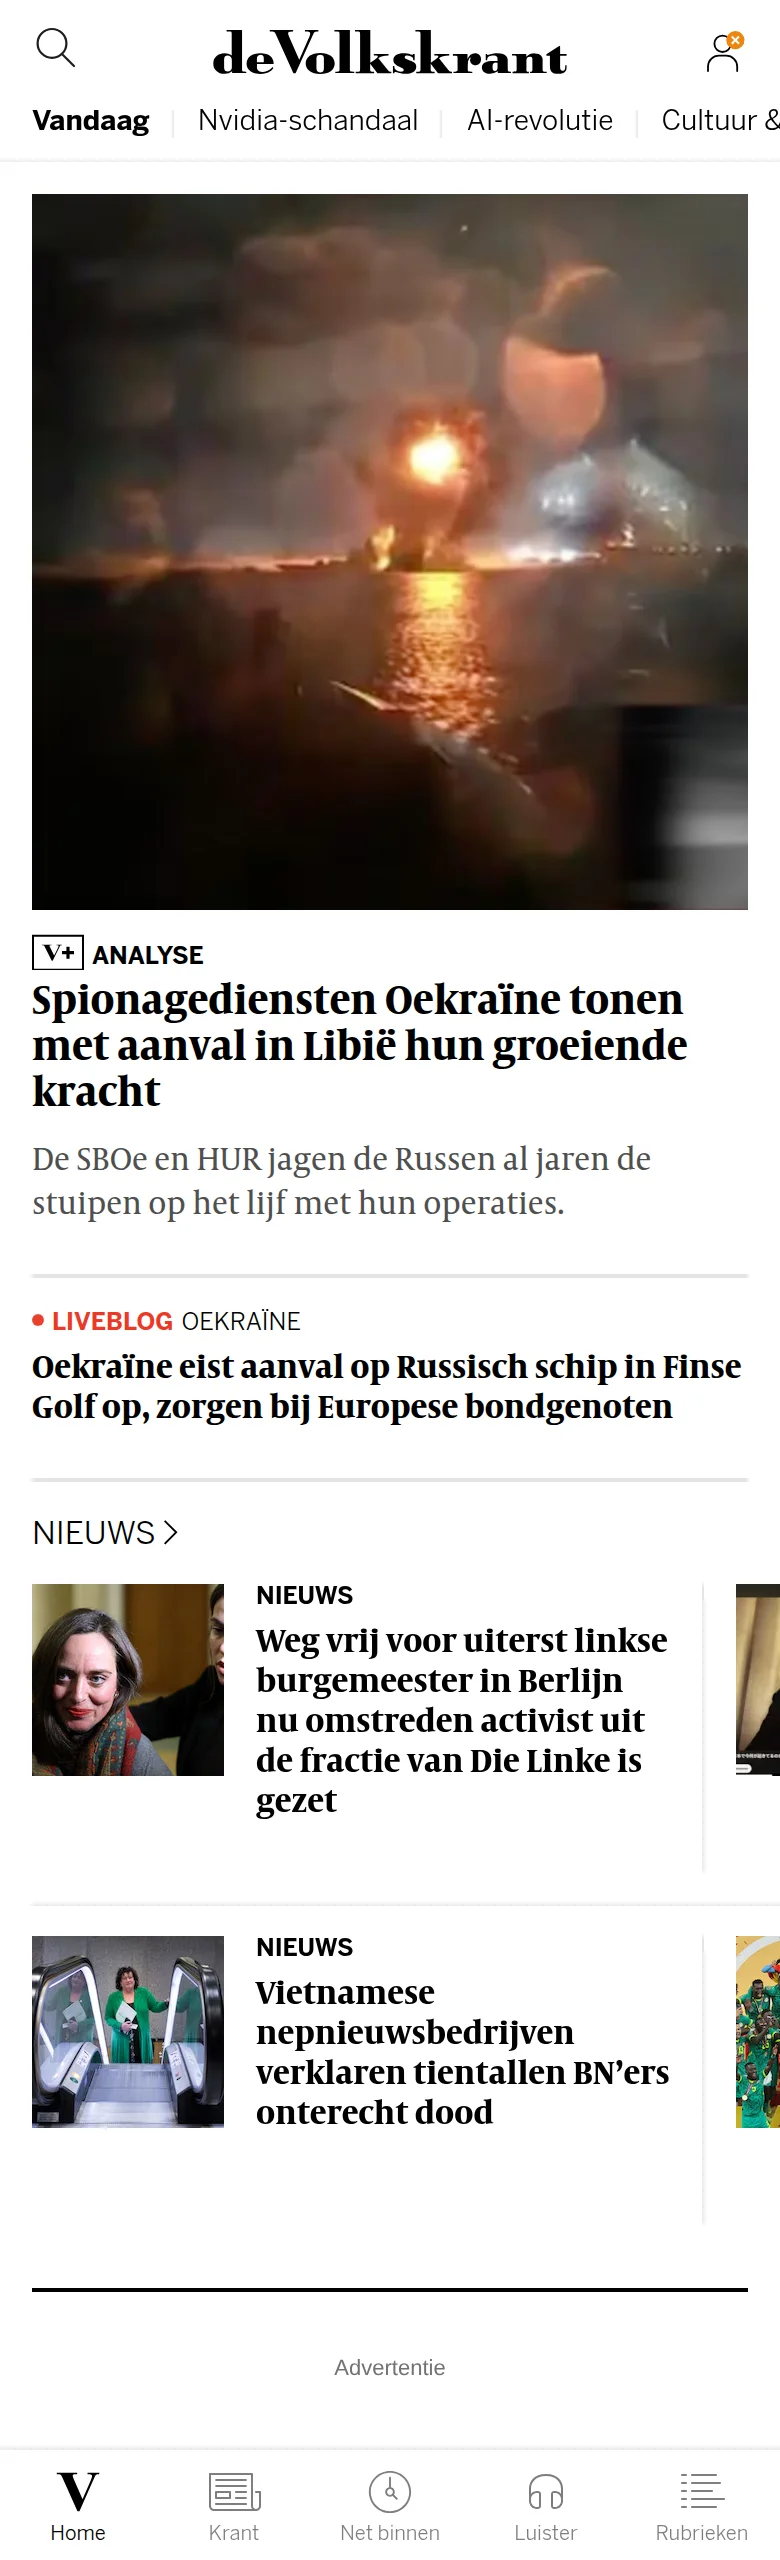 deVolkskrant
Vandaag
Nvidia-schandaal
AI-revolutie
Cultuur &
V+ ANALYSE
Spionagediensten Oekraïne tonen
met aanval in Libië hun groeiende
kracht
De SBOe en HUR jagen de Russen al jaren de
stuipen op het lijf met hun operaties.
LIVEBLOG OEKRAÏNE
Oekraïne eist aanval op Russisch schip in Finse
Golf op, zorgen bij Europese bondgenoten
NIEUWS
NIEUWS
Weg vrij voor uiterst linkse
burgemeester in Berlijn
nu omstreden activist uit
de fractie van Die Linke is
gezet
NIEUWS
Vietnamese
nepnieuwsbedrijven
verklaren tientallen BN’ers
onterecht dood
Advertentie
V
Home
Krant
Net binnen
Luister
Rubrieken